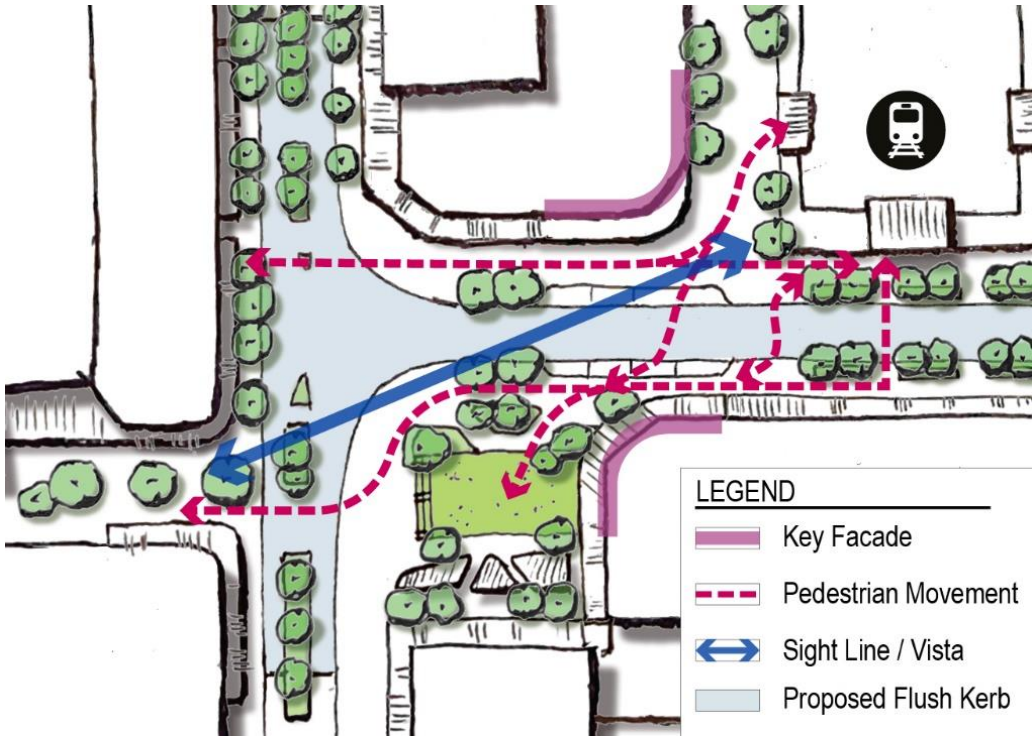 LEGEND
Key Facade
Pedestrian Movement
Sight Line / Vista
Proposed Flush Kerb